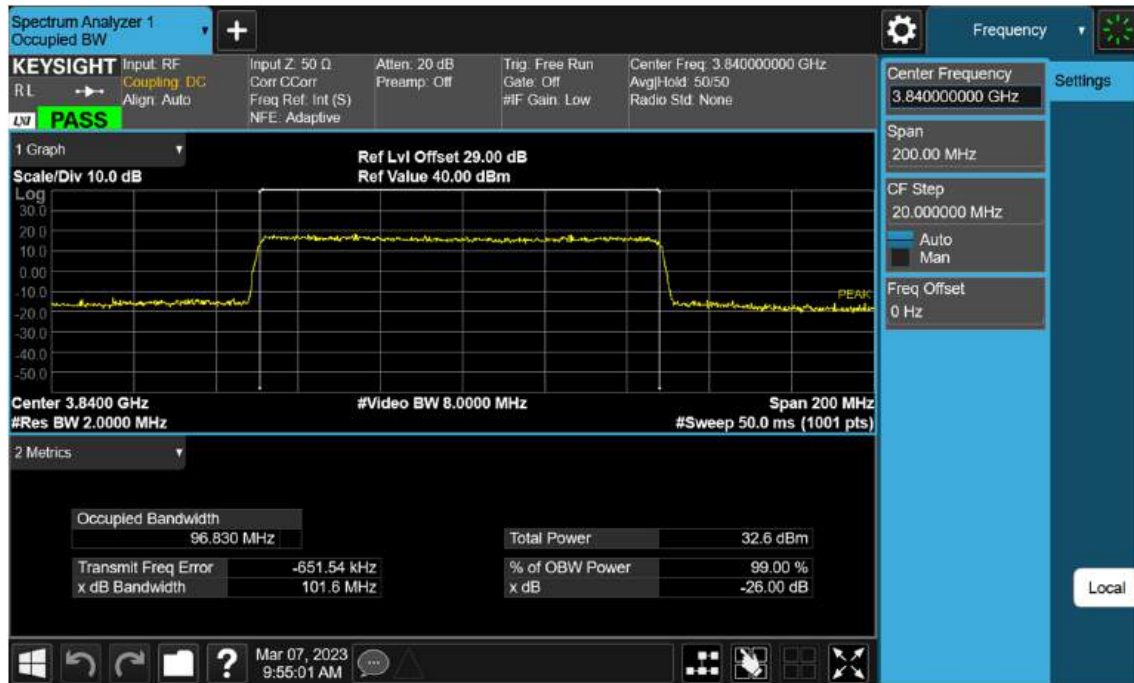 Spectrum Analyzer 1
Occupied BW
Frequency
KEYSIGHT
RL
LXI
PASS
Input: RF
Coupling: DC
Align: Auto
Input Z: 50 Ω
Corr CCorr
Freq Ref: Int (S)
NFE: Adaptive
Atten: 20 dB
Preamp: Off
Trig: Free Run
Gate: Off
#IF Gain: Low
Center Freq: 3.840000000 GHz
Avg|Hold: 50/50
Radio Std: None
Center Frequency
3.840000000 GHz
Settings
Span
200.00 MHz
CF Step
20.000000 MHz
Auto
Man
Freq Offset
0 Hz
Local
1 Graph
Scale/Div 10.0 dB
Ref Lvl Offset 29.00 dB
Ref Value 40.00 dBm
Log
30.0
20.0
10.0
0.00
-10.0
-20.0
-30.0
-40.0
-50.0
PEAK
Center 3.8400 GHz
#Res BW 2.0000 MHz
#Video BW 8.0000 MHz
Span 200 MHz
#Sweep 50.0 ms (1001 pts)
2 Metrics
Occupied Bandwidth
96.830 MHz
Transmit Freq Error -651.54 kHz
x dB Bandwidth 101.6 MHz
Total Power 32.6 dBm
% of OBW Power 99.00 %
x dB -26.00 dB
?
Mar 07, 2023
9:55:01 AM